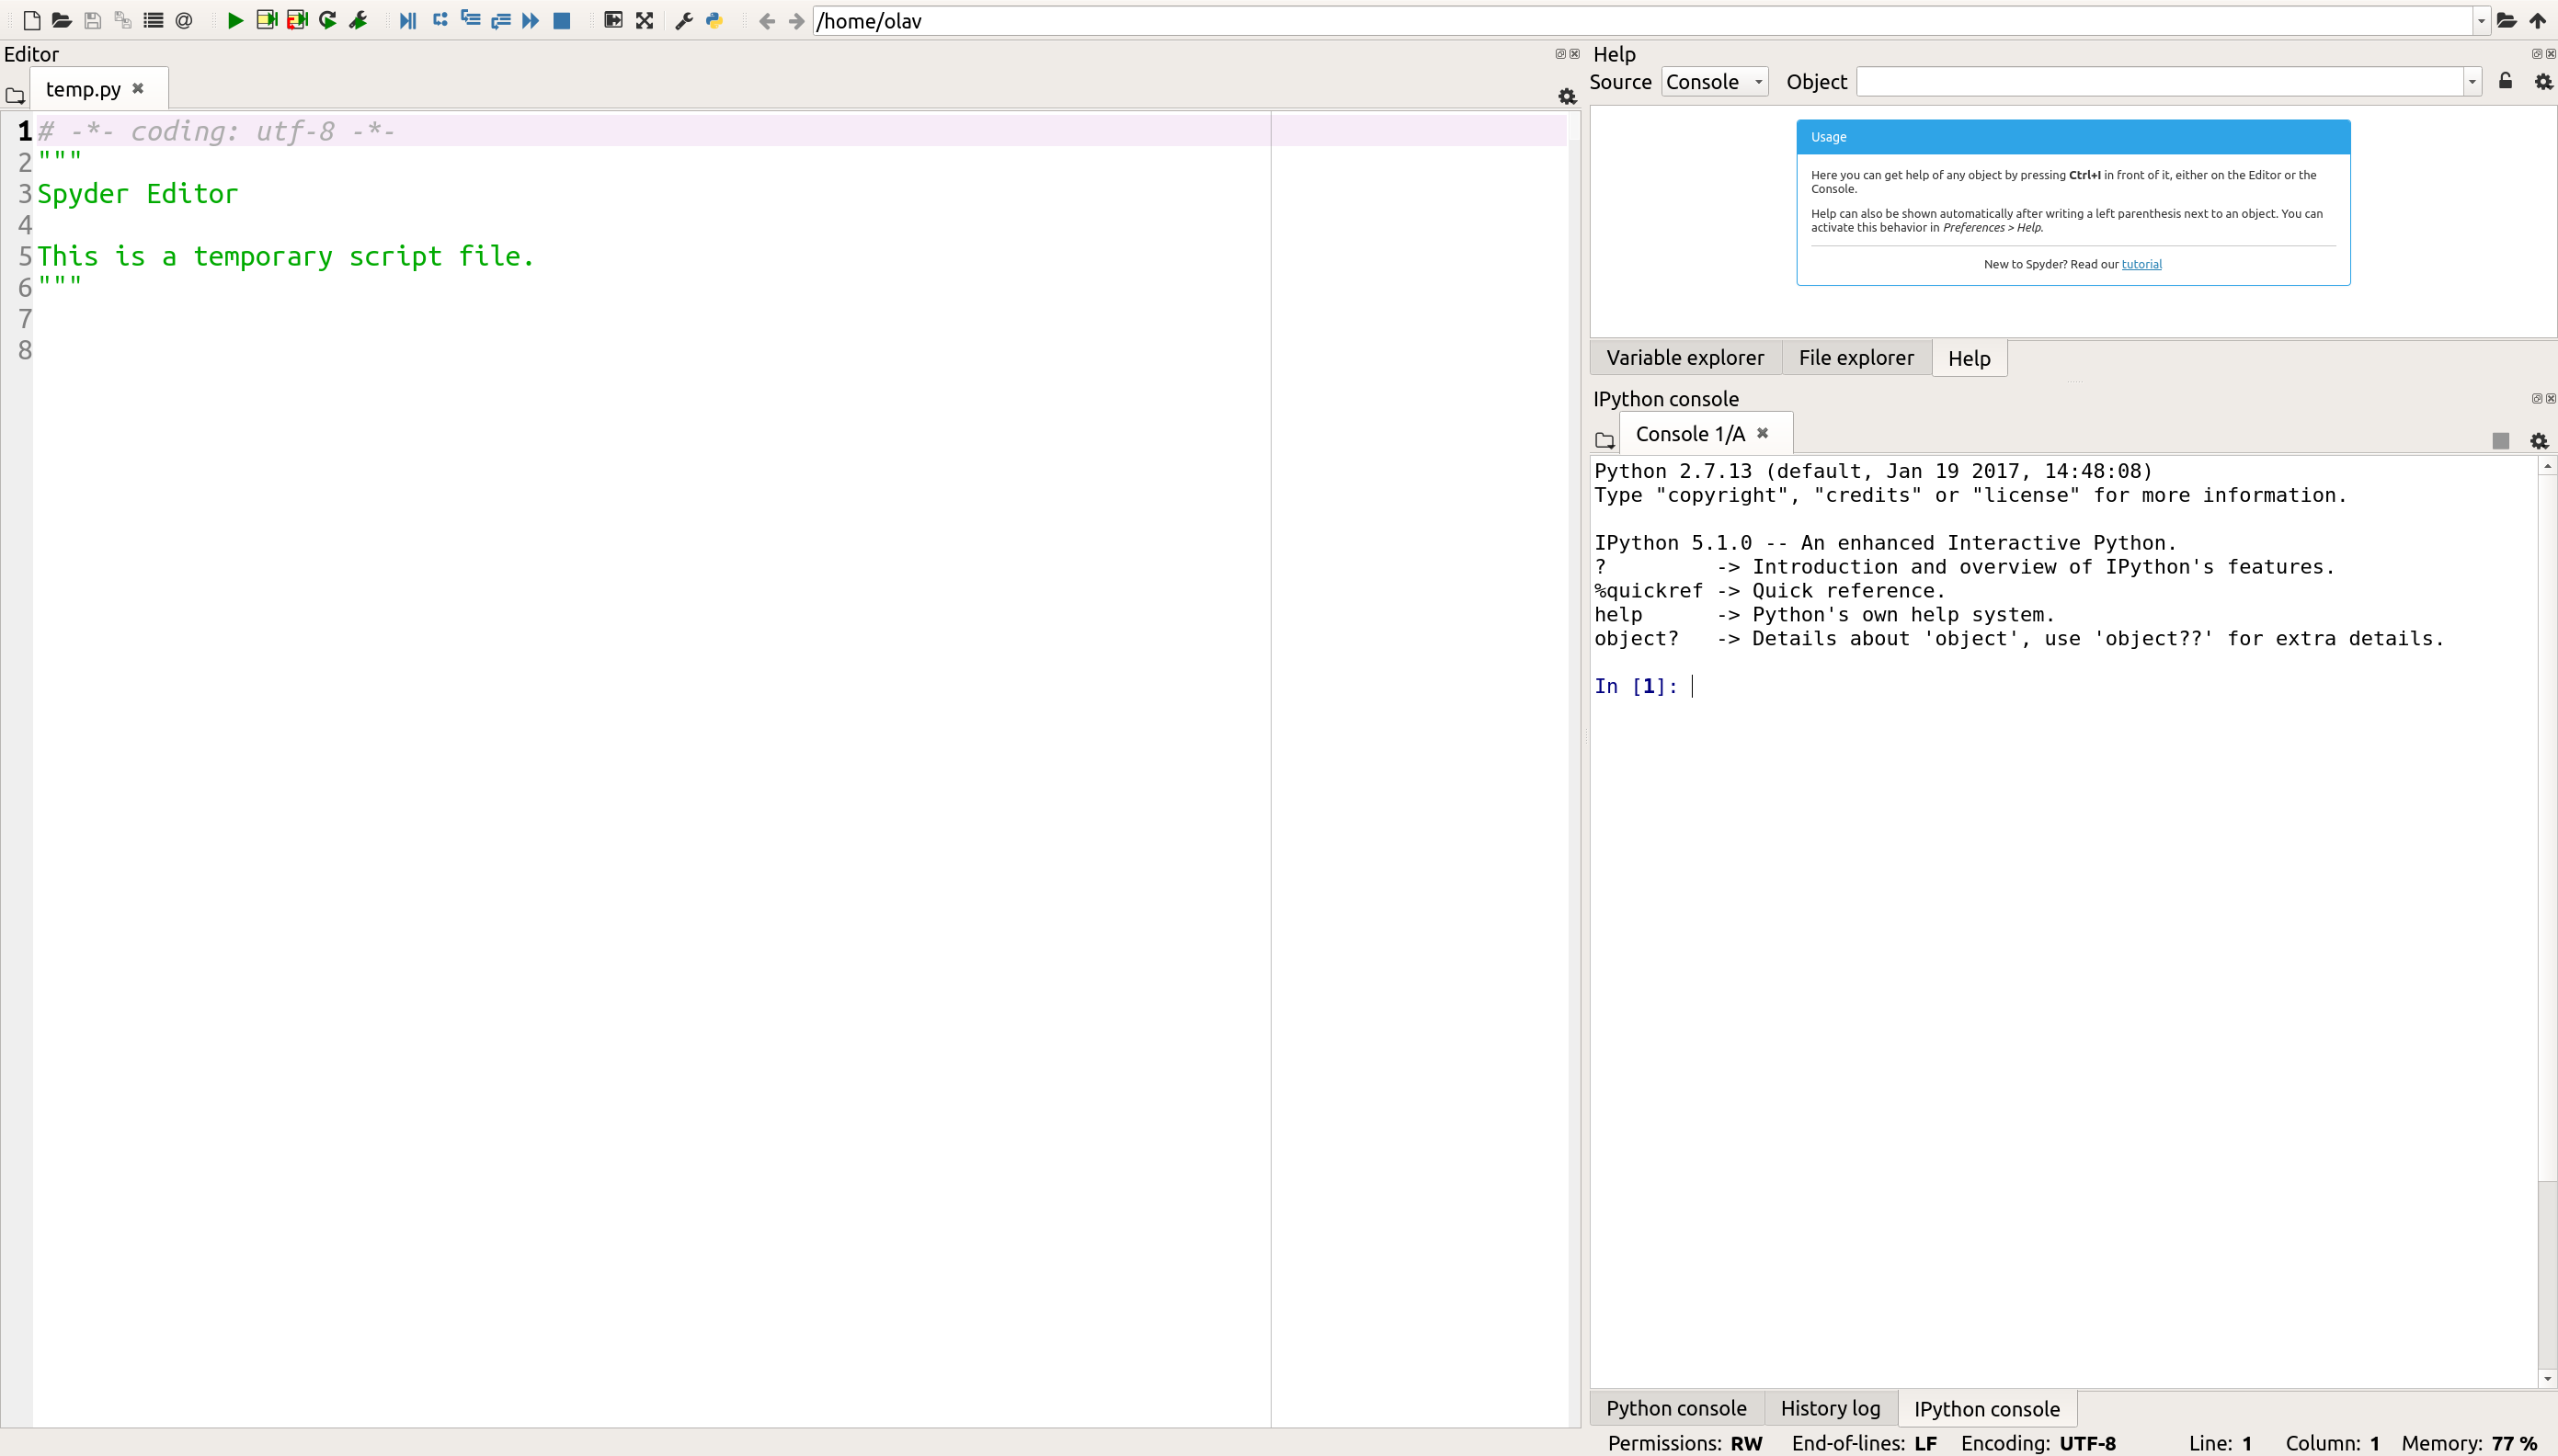 /home/olav
Editor
temp.py
1 # -*- coding: utf-8 -*-
2 """
3 Spyder Editor
4
5 This is a temporary script file.
6 """
7
8
Help
Source Console Object
Usage
Here you can get help of any object by pressing Ctrl+I in front of it, either on the Editor or the
Console.
Help can also be shown automatically after writing a left parenthesis next to an object. You can
activate this behavior in Preferences > Help.
New to Spyder? Read our tutorial
Variable explorer File explorer Help
IPython console
Console 1/A
Python 2.7.13 (default, Jan 19 2017, 14:48:08)
Type "copyright", "credits" or "license" for more information.
IPython 5.1.0 -- An enhanced Interactive Python.
? -> Introduction and overview of IPython's features.
%quickref -> Quick reference.
help -> Python's own help system.
object? -> Details about 'object', use 'object??' for extra details.
In [1]:
Python console History log IPython console
Permissions: RW End-of-lines: LF Encoding: UTF-8 Line: 1 Column: 1 Memory: 77 %